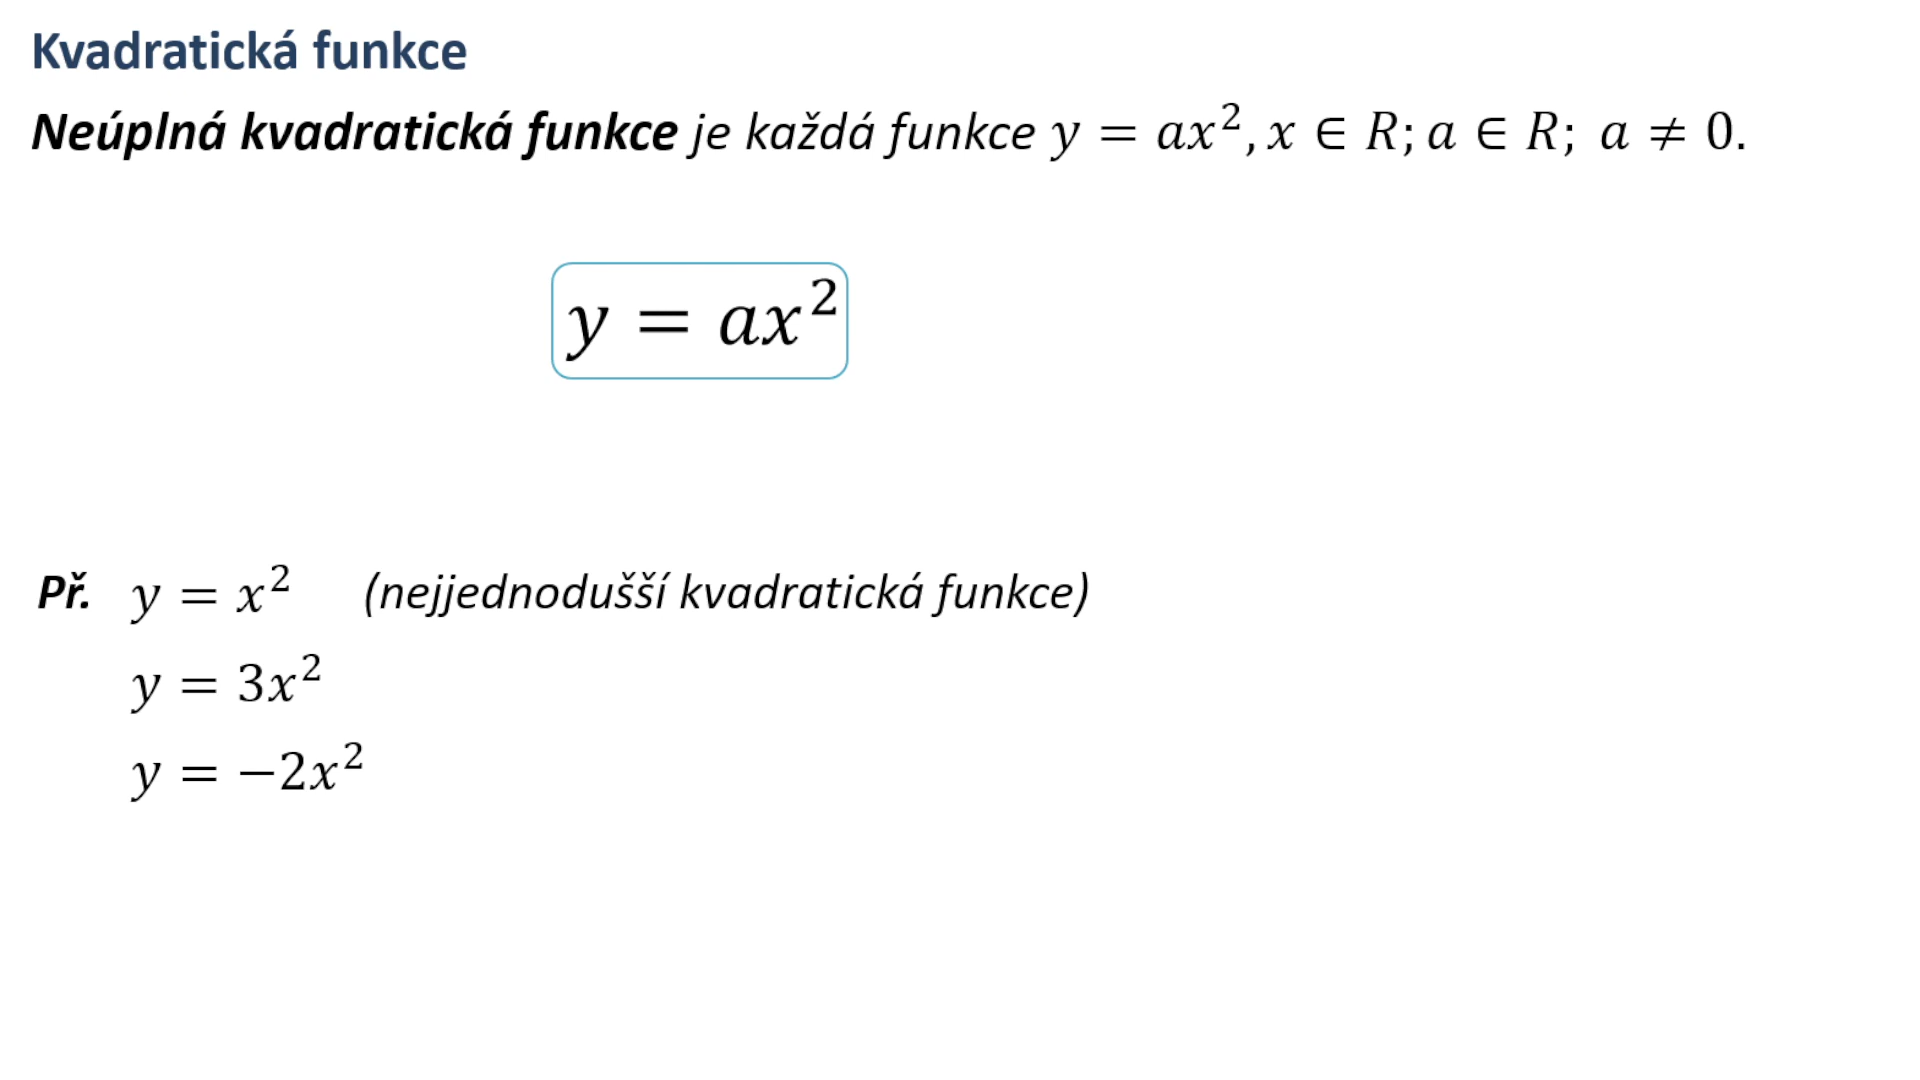 Kvadratická funkce
Neúplná kvadratická funkce je každá funkce y = ax², x ∈ R; a ∈ R; a ≠ 0.
y = ax²
Př. y = x² (nejjednodušší kvadratická funkce)
y = 3x²
y = −2x²